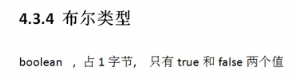 4.3.4 布尔类型
boolean ，占 1 字节， 只有 true 和 false 两个值